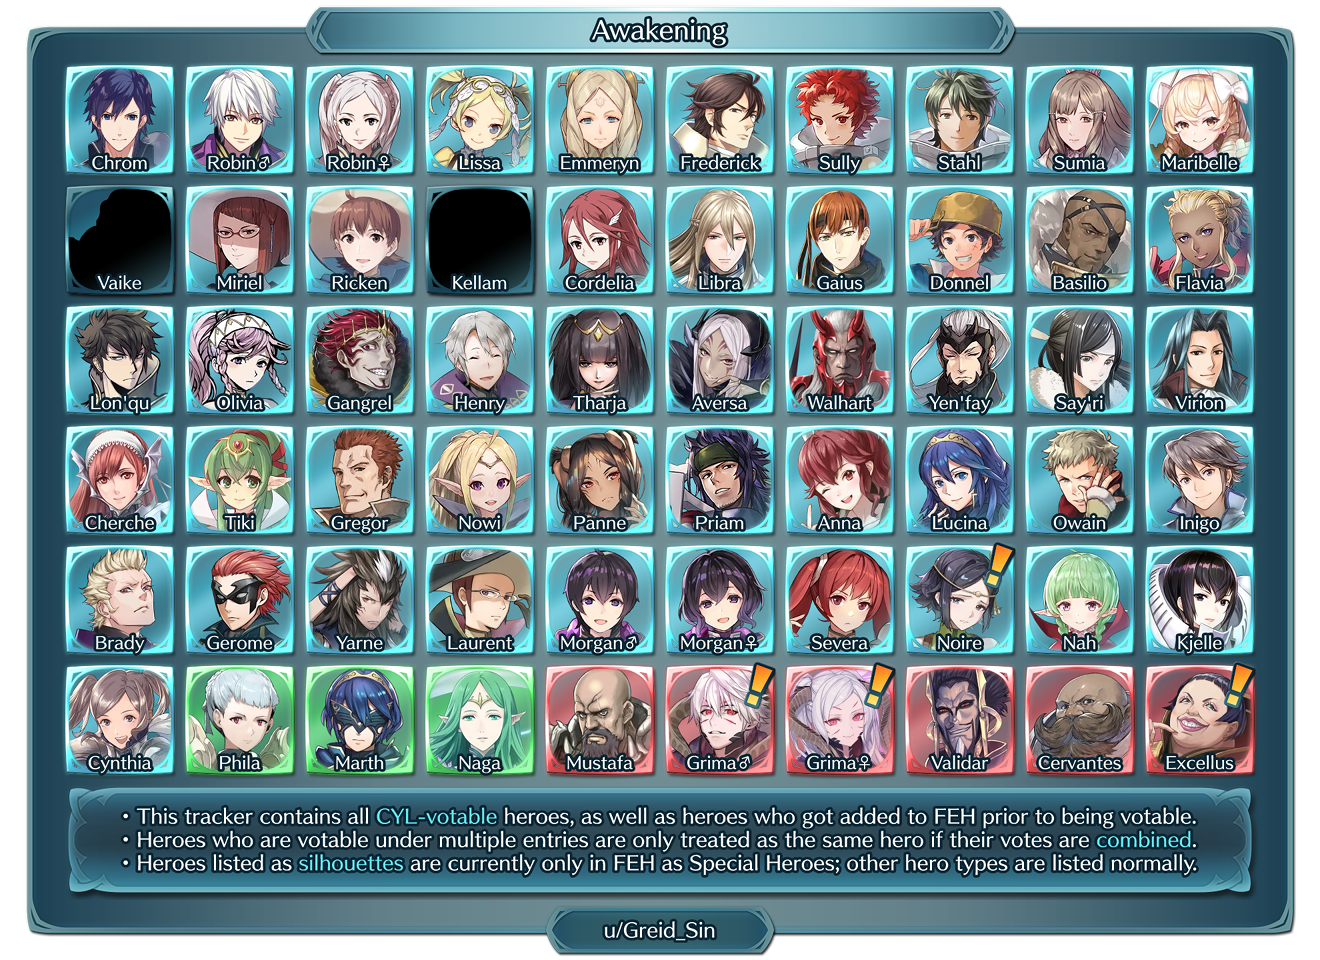 Awakening
Chrom
Robin♂
Robin♀
Lissa
Emmeryn
Frederick
Sully
Stahl
Sumia
Maribelle
Vaike
Miriel
Ricken
Kellam
Cordelia
Libra
Gaius
Donnel
Basilio
Flavia
Lon'qu
Olivia
Gangrel
Henry
Tharja
Aversa
Walhart
Yen'fay
Say'ri
Virion
Cherche
Tiki
Gregor
Nowi
Panne
Priam
Anna
Lucina
Owain
Inigo
Brady
Gerome
Yarne
Laurent
Morgan♂
Morgan♀
Severa
Noire
Nah
Kjelle
Cynthia
Phila
Marth
Naga
Mustafa
Grima♂
Grima♀
Validar
Cervantes
Excellus
• This tracker contains all CYL-votable heroes, as well as heroes who got added to FEH prior to being votable.
• Heroes who are votable under multiple entries are only treated as the same hero if their votes are combined.
• Heroes listed as silhouettes are currently only in FEH as Special Heroes; other hero types are listed normally.
u/Greid_Sin